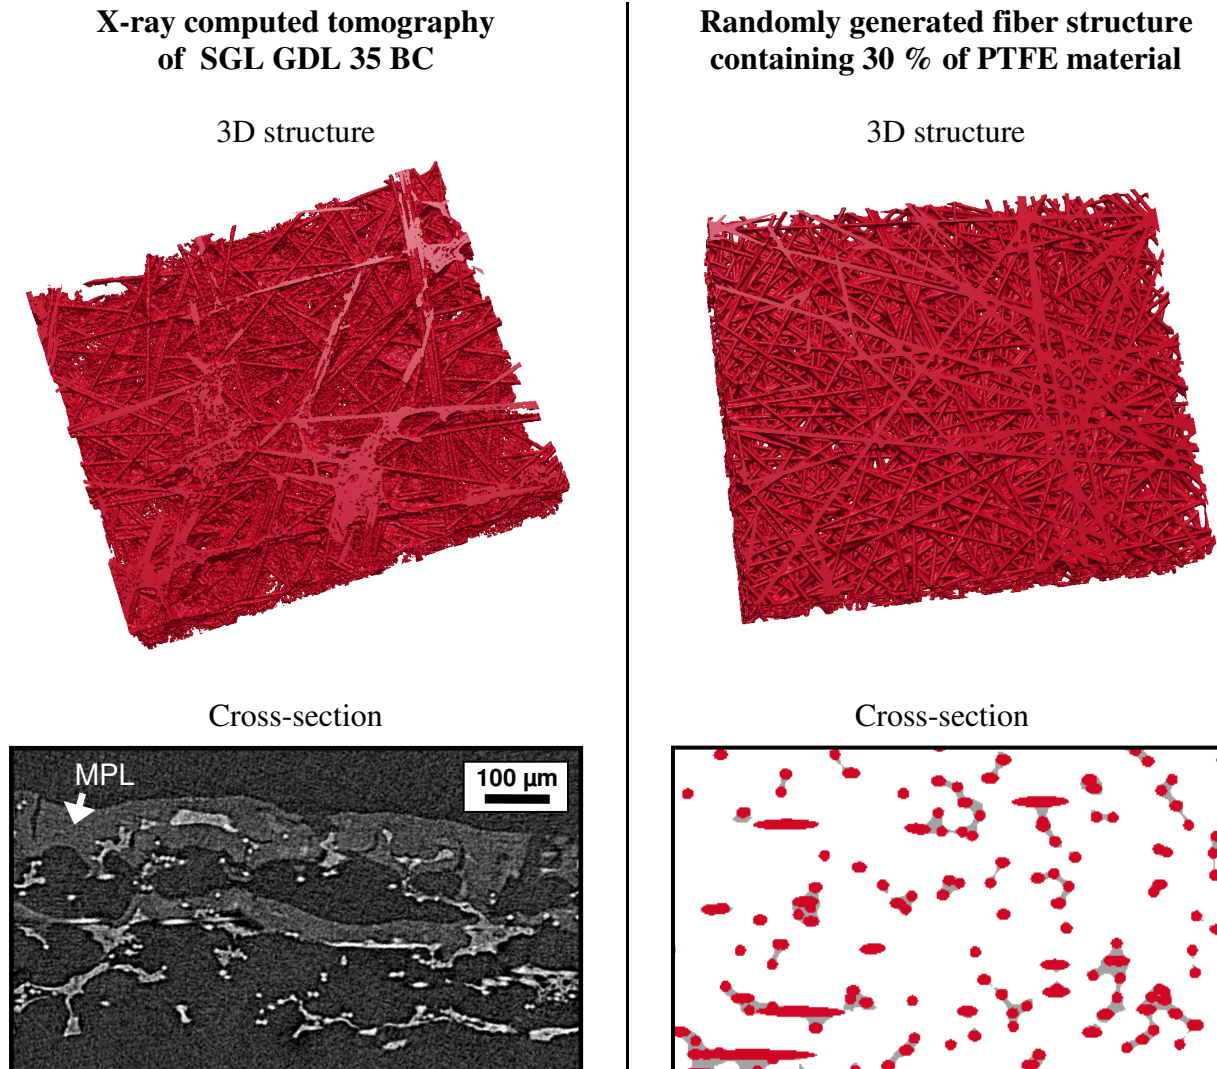 X-ray computed tomography
of SGL GDL 35 BC
3D structure
Cross-section
MPL
100 µm
Randomly generated fiber structure
containing 30 % of PTFE material
3D structure
Cross-section